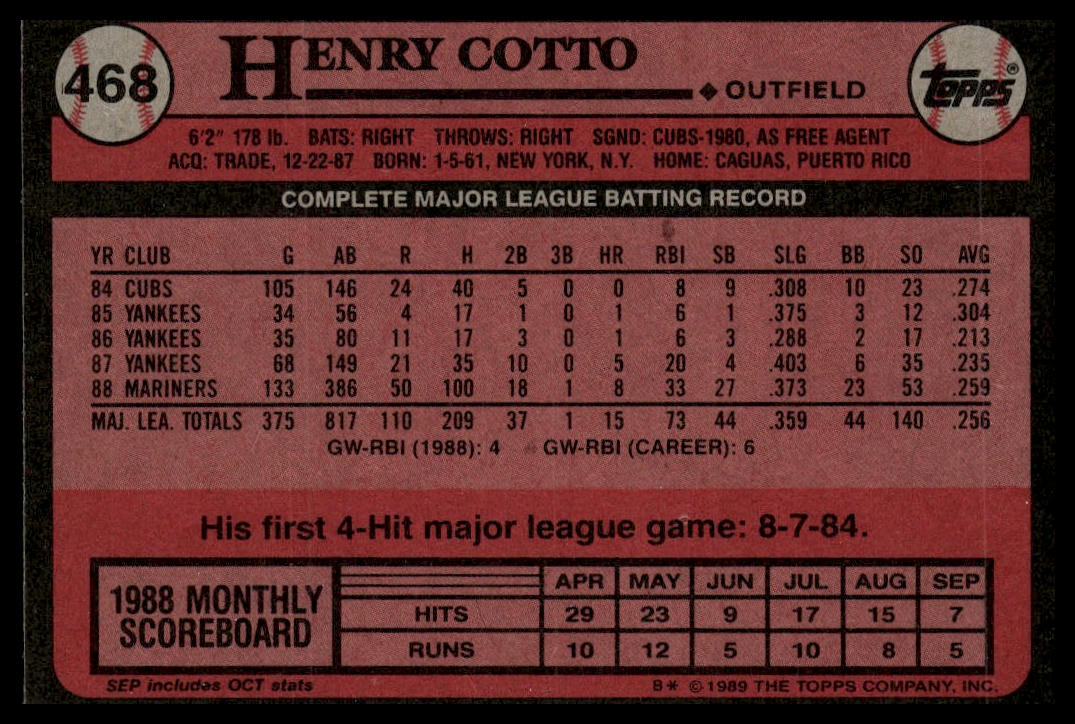 468
HENRY COTTO
◆ OUTFIELD
TOPPS®
6'2" 178 lb. BATS: RIGHT THROWS: RIGHT SGND: CUBS-1980, AS FREE AGENT
ACQ: TRADE, 12-22-87 BORN: 1-5-61, NEW YORK, N.Y. HOME: CAGUAS, PUERTO RICO
COMPLETE MAJOR LEAGUE BATTING RECORD
YR CLUB G AB R H 2B 3B HR RBI SB SLG BB SO AVG
84 CUBS 105 146 24 40 5 0 0 8 9 .308 10 23 .274
85 YANKEES 34 56 4 17 1 0 1 6 1 .375 3 12 .304
86 YANKEES 35 80 11 17 3 0 1 6 3 .288 2 17 .213
87 YANKEES 68 149 21 35 10 0 5 20 4 .403 6 35 .235
88 MARINERS 133 386 50 100 18 1 8 33 27 .373 23 53 .259
MAJ. LEA. TOTALS 375 817 110 209 37 1 15 73 44 .359 44 140 .256
GW-RBI (1988): 4 GW-RBI (CAREER): 6
His first 4-Hit major league game: 8-7-84.
1988 MONTHLY
SCOREBOARD
APR MAY JUN JUL AUG SEP
HITS 29 23 9 17 15 7
RUNS 10 12 5 10 8 5
SEP includes OCT stats
B* ©1989 THE TOPPS COMPANY, INC.